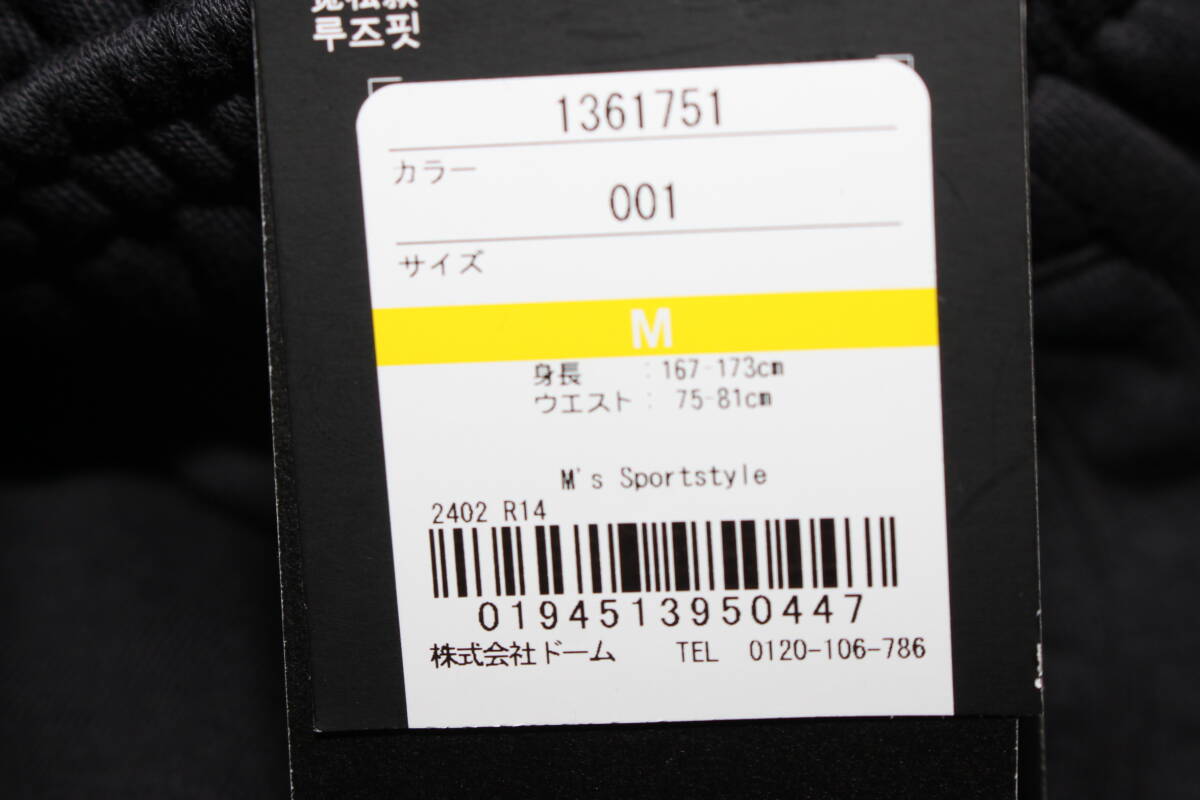 루즈핏
1361751
カラー
001
サイズ
M
身長 : 167-173cm
ウエスト : 75-81cm
M's Sportstyle
2402 R14
0194513950447
株式会社ドーム TEL 0120-106-786